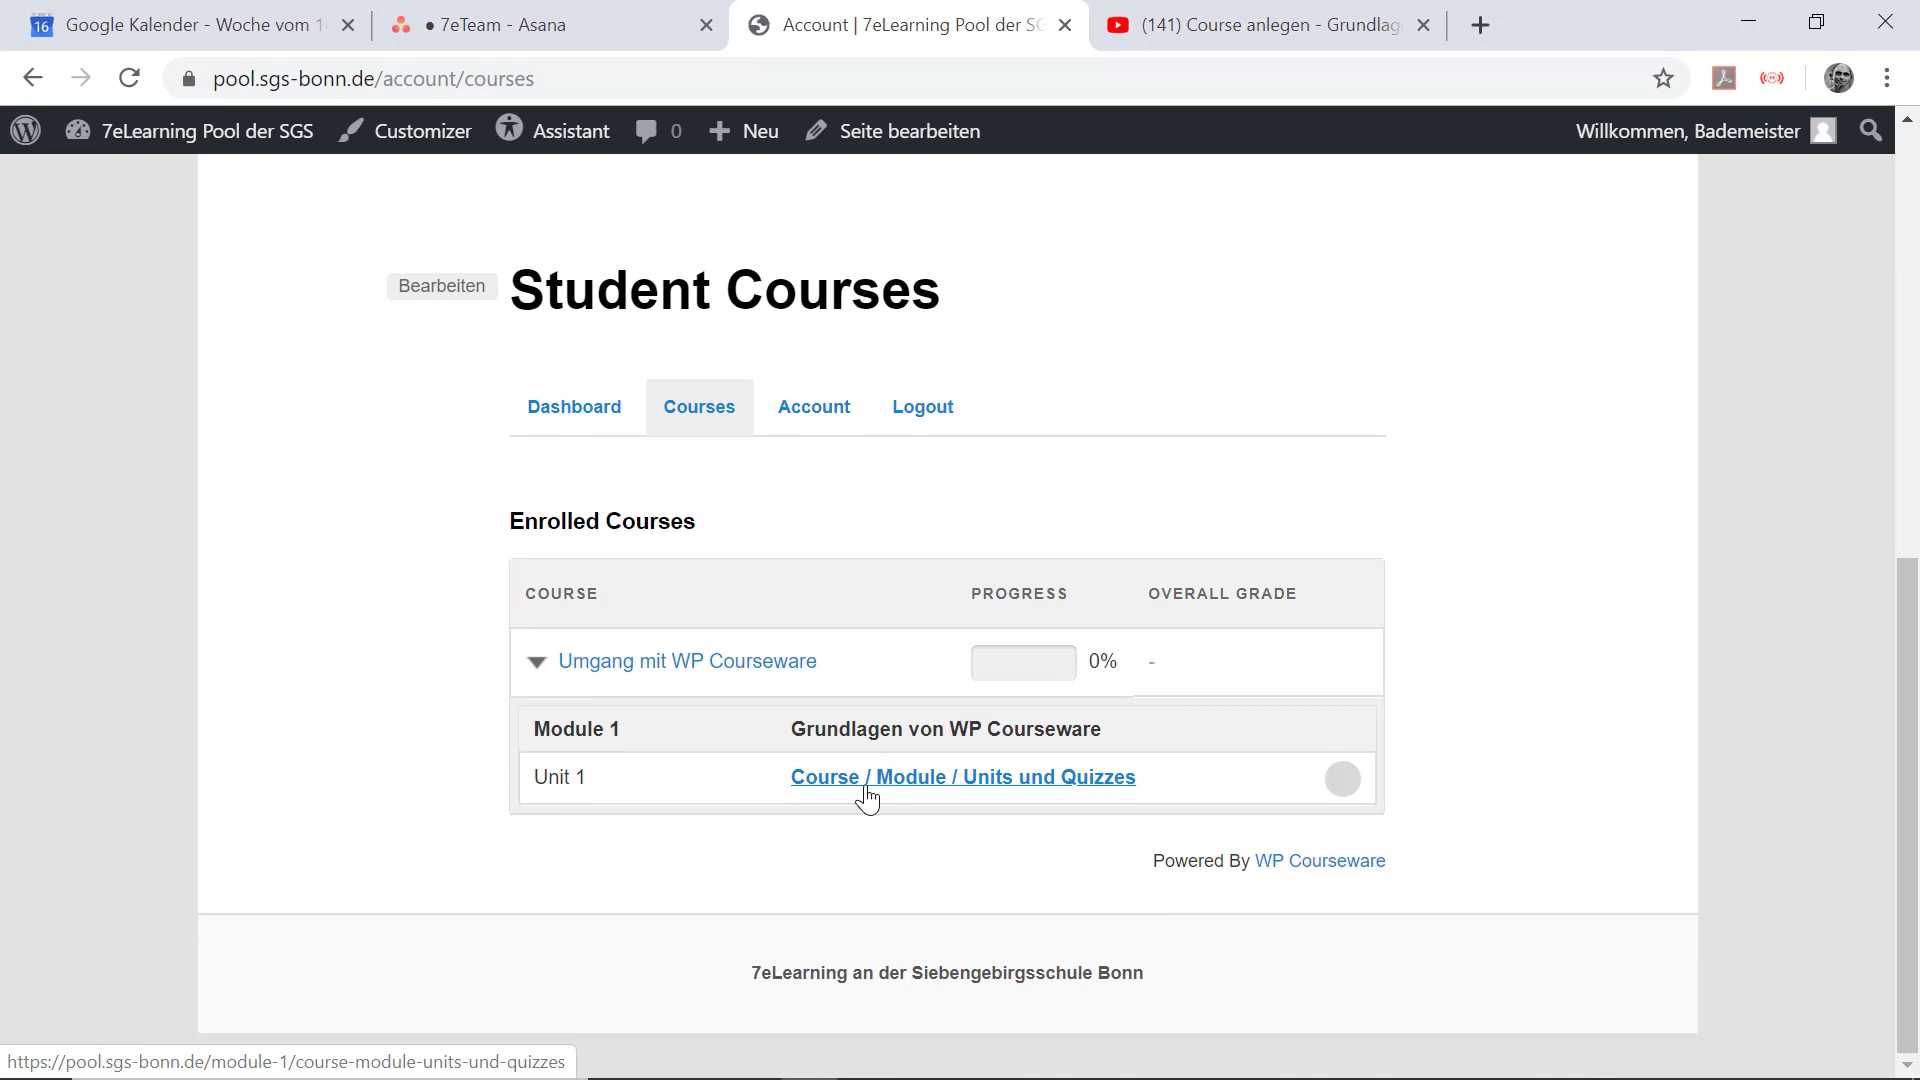 16 Google Kalender - Woche vom 1
• 7eTeam - Asana
Account | 7eLearning Pool der SG
(141) Course anlegen - Grundlag
pool.sgs-bonn.de/account/courses
7eLearning Pool der SGS
Customizer
Assistant
0
Neu
Seite bearbeiten
Willkommen, Bademeister
Bearbeiten
Student Courses
Dashboard
Courses
Account
Logout
Enrolled Courses
COURSE PROGRESS OVERALL GRADE
Umgang mit WP Courseware 0% -
Module 1 Grundlagen von WP Courseware
Unit 1 Course / Module / Units und Quizzes
Powered By WP Courseware
7eLearning an der Siebengebirgsschule Bonn
https://pool.sgs-bonn.de/module-1/course-module-units-und-quizzes